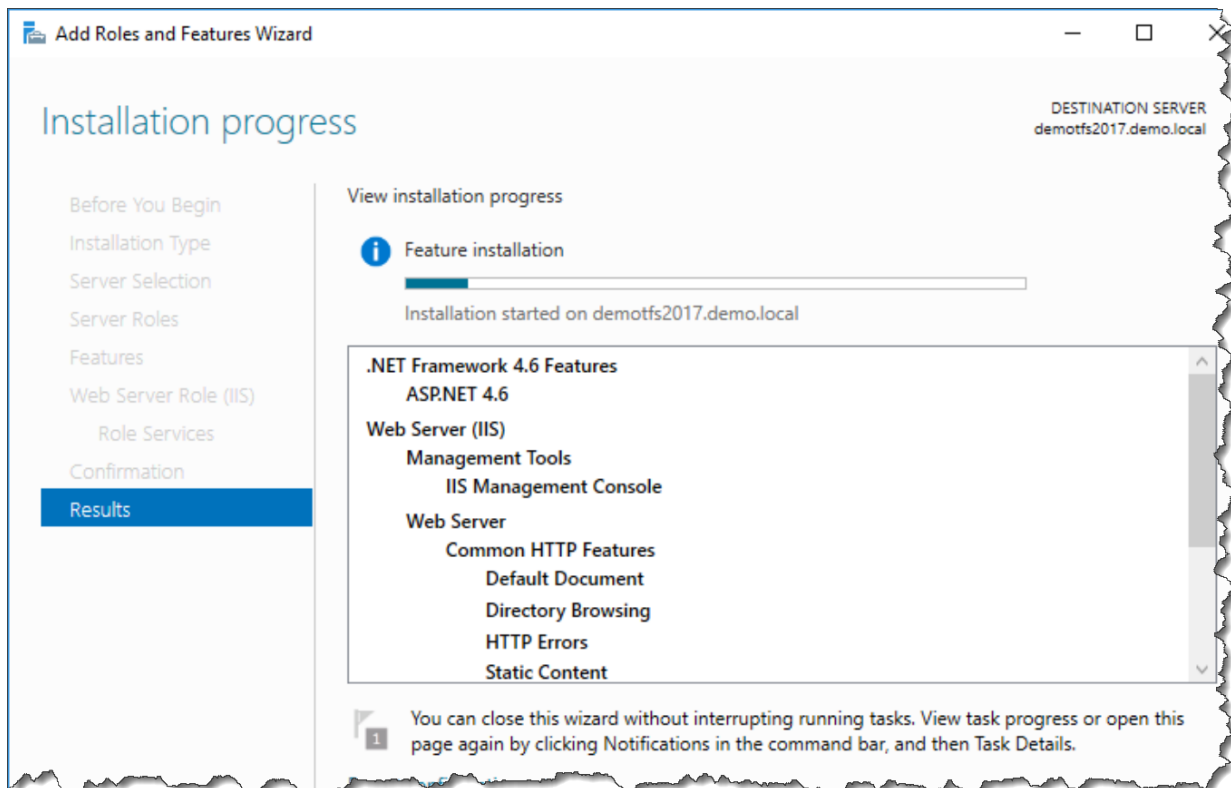 Add Roles and Features Wizard
Installation progress
DESTINATION SERVER
demotfs2017.demo.local
Before You Begin
Installation Type
Server Selection
Server Roles
Features
Web Server Role (IIS)
Role Services
Confirmation
Results
View installation progress
Feature installation
Installation started on demotfs2017.demo.local
.NET Framework 4.6 Features
ASP.NET 4.6
Web Server (IIS)
Management Tools
IIS Management Console
Web Server
Common HTTP Features
Default Document
Directory Browsing
HTTP Errors
Static Content
1
You can close this wizard without interrupting running tasks. View task progress or open this
page again by clicking Notifications in the command bar, and then Task Details.